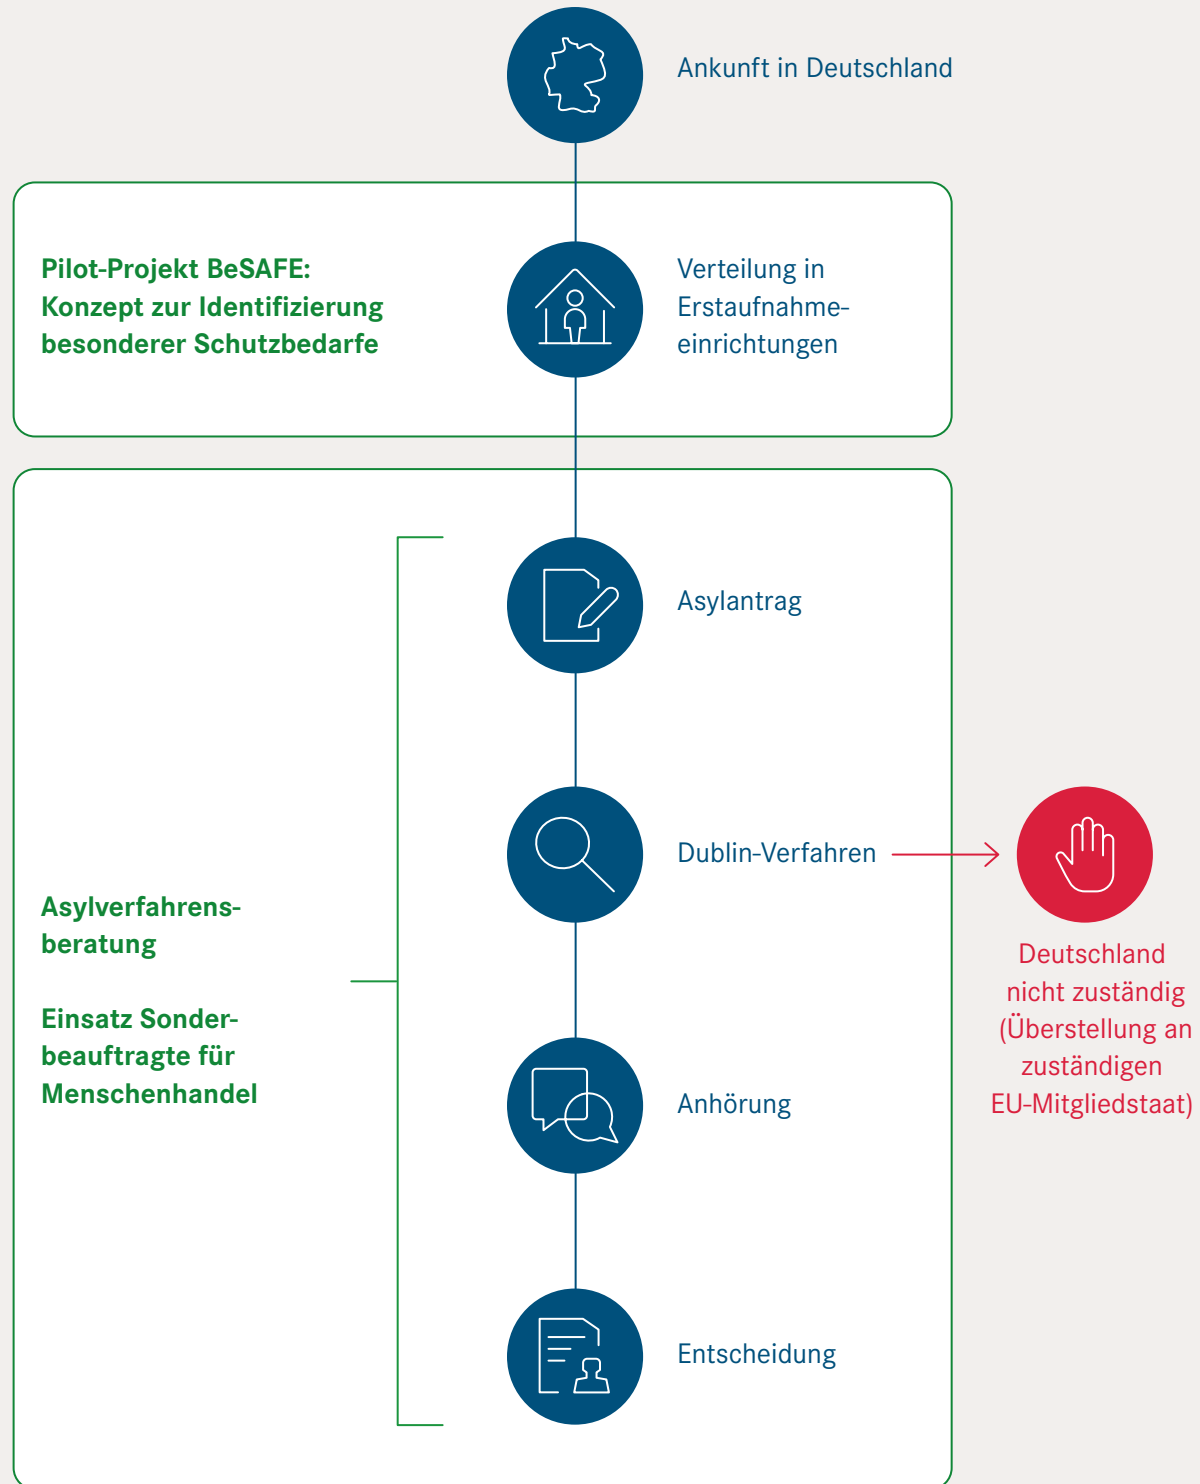 Ankunft in Deutschland
Pilot-Projekt BeSAFE:
Konzept zur Identifizierung
besonderer Schutzbedarfe
Verteilung in
Erstaufnahme-
einrichtungen
Asylantrag
Dublin-Verfahren
Deutschland
nicht zuständig
(Überstellung an
zuständigen
EU-Mitgliedstaat)
Asylverfahrens-
beratung
Einsatz Sonder-
beauftragte für
Menschenhandel
Anhörung
Entscheidung